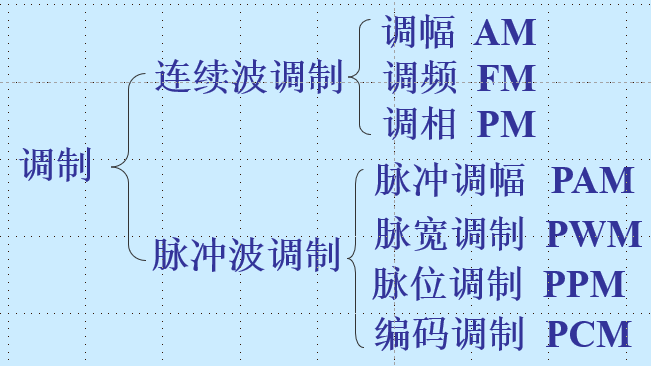 调制
连续波调制
调幅 AM
调频 FM
调相 PM
脉冲波调制
脉冲调幅 PAM
脉宽调制 PWM
脉位调制 PPM
编码调制 PCM